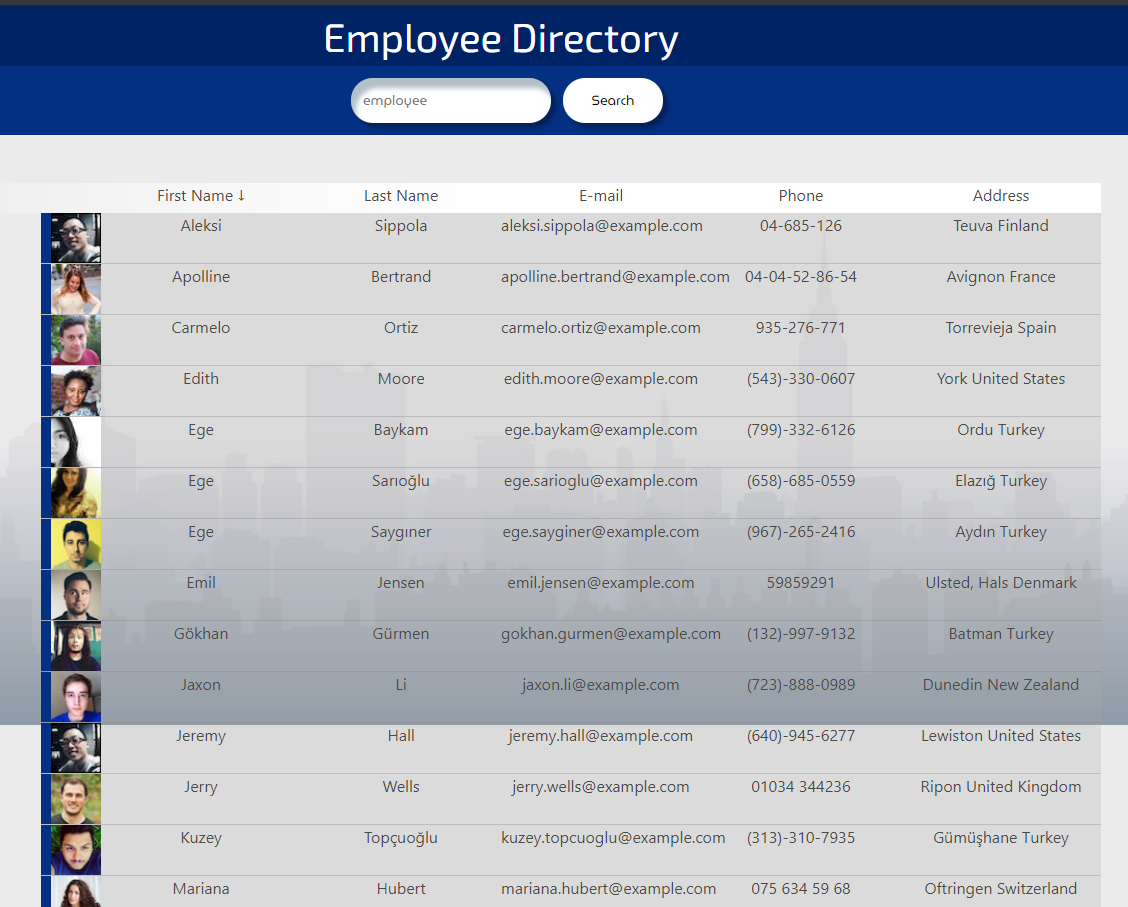 Employee Directory
employee Search
First Name ↓ Last Name E-mail Phone Address
Aleksi Sippola aleksi.sippola@example.com 04-685-126 Teuva Finland
Apolline Bertrand apolline.bertrand@example.com 04-04-52-86-54 Avignon France
Carmelo Ortiz carmelo.ortiz@example.com 935-276-771 Torrevieja Spain
Edith Moore edith.moore@example.com (543)-330-0607 York United States
Ege Baykam ege.baykam@example.com (799)-332-6126 Ordu Turkey
Ege Sarıoğlu ege.sarioglu@example.com (658)-685-0559 Elazığ Turkey
Ege Saygıner ege.sayginer@example.com (967)-265-2416 Aydın Turkey
Emil Jensen emil.jensen@example.com 59859291 Ulsted, Hals Denmark
Gökhan Gürmen gokhan.gurmen@example.com (132)-997-9132 Batman Turkey
Jaxon Li jaxon.li@example.com (723)-888-0989 Dunedin New Zealand
Jeremy Hall jeremy.hall@example.com (640)-945-6277 Lewiston United States
Jerry Wells jerry.wells@example.com 01034 344236 Ripon United Kingdom
Kuzey Topçuoğlu kuzey.topcuoglu@example.com (313)-310-7935 Gümüşhane Turkey
Mariana Hubert mariana.hubert@example.com 075 634 59 68 Oftringen Switzerland